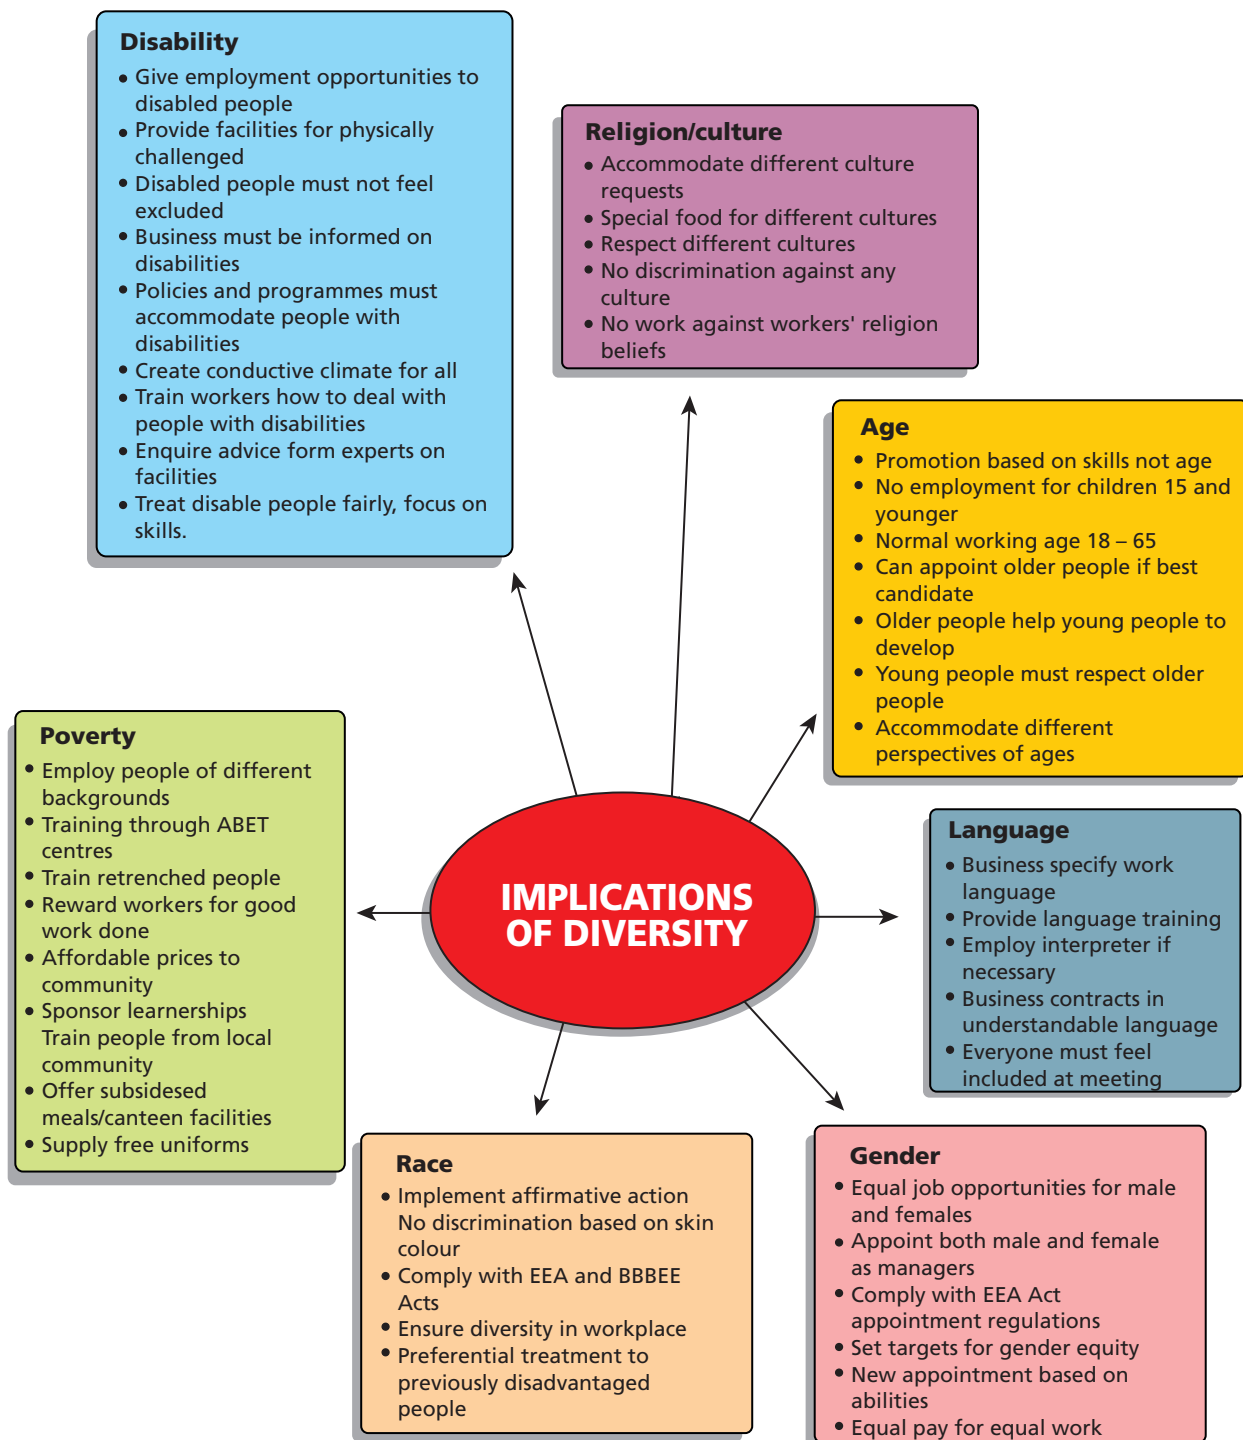 Disability
• Give employment opportunities to
disabled people
• Provide facilities for physically
challenged
• Disabled people must not feel
excluded
• Business must be informed on
disabilities
• Policies and programmes must
accommodate people with
disabilities
• Create conductive climate for all
• Train workers how to deal with
people with disabilities
• Enquire advice form experts on
facilities
• Treat disable people fairly, focus on
skills.
Religion/culture
• Accommodate different culture
requests
• Special food for different cultures
• Respect different cultures
• No discrimination against any
culture
• No work against workers' religion
beliefs
Age
• Promotion based on skills not age
• No employment for children 15 and
younger
• Normal working age 18 – 65
• Can appoint older people if best
candidate
• Older people help young people to
develop
• Young people must respect older
people
• Accommodate different
perspectives of ages
Poverty
• Employ people of different
backgrounds
• Training through ABET
centres
• Train retrenched people
• Reward workers for good
work done
• Affordable prices to
community
• Sponsor learnerships
Train people from local
community
• Offer subsidesed
meals/canteen facilities
• Supply free uniforms
IMPLICATIONS
OF DIVERSITY
Language
• Business specify work
language
• Provide language training
• Employ interpreter if
necessary
• Business contracts in
understandable language
• Everyone must feel
included at meeting
Race
• Implement affirmative action
No discrimination based on skin
colour
• Comply with EEA and BBBEE
Acts
• Ensure diversity in workplace
• Preferential treatment to
previously disadvantaged
people
Gender
• Equal job opportunities for male
and females
• Appoint both male and female
as managers
• Comply with EEA Act
appointment regulations
• Set targets for gender equity
• New appointment based on
abilities
• Equal pay for equal work